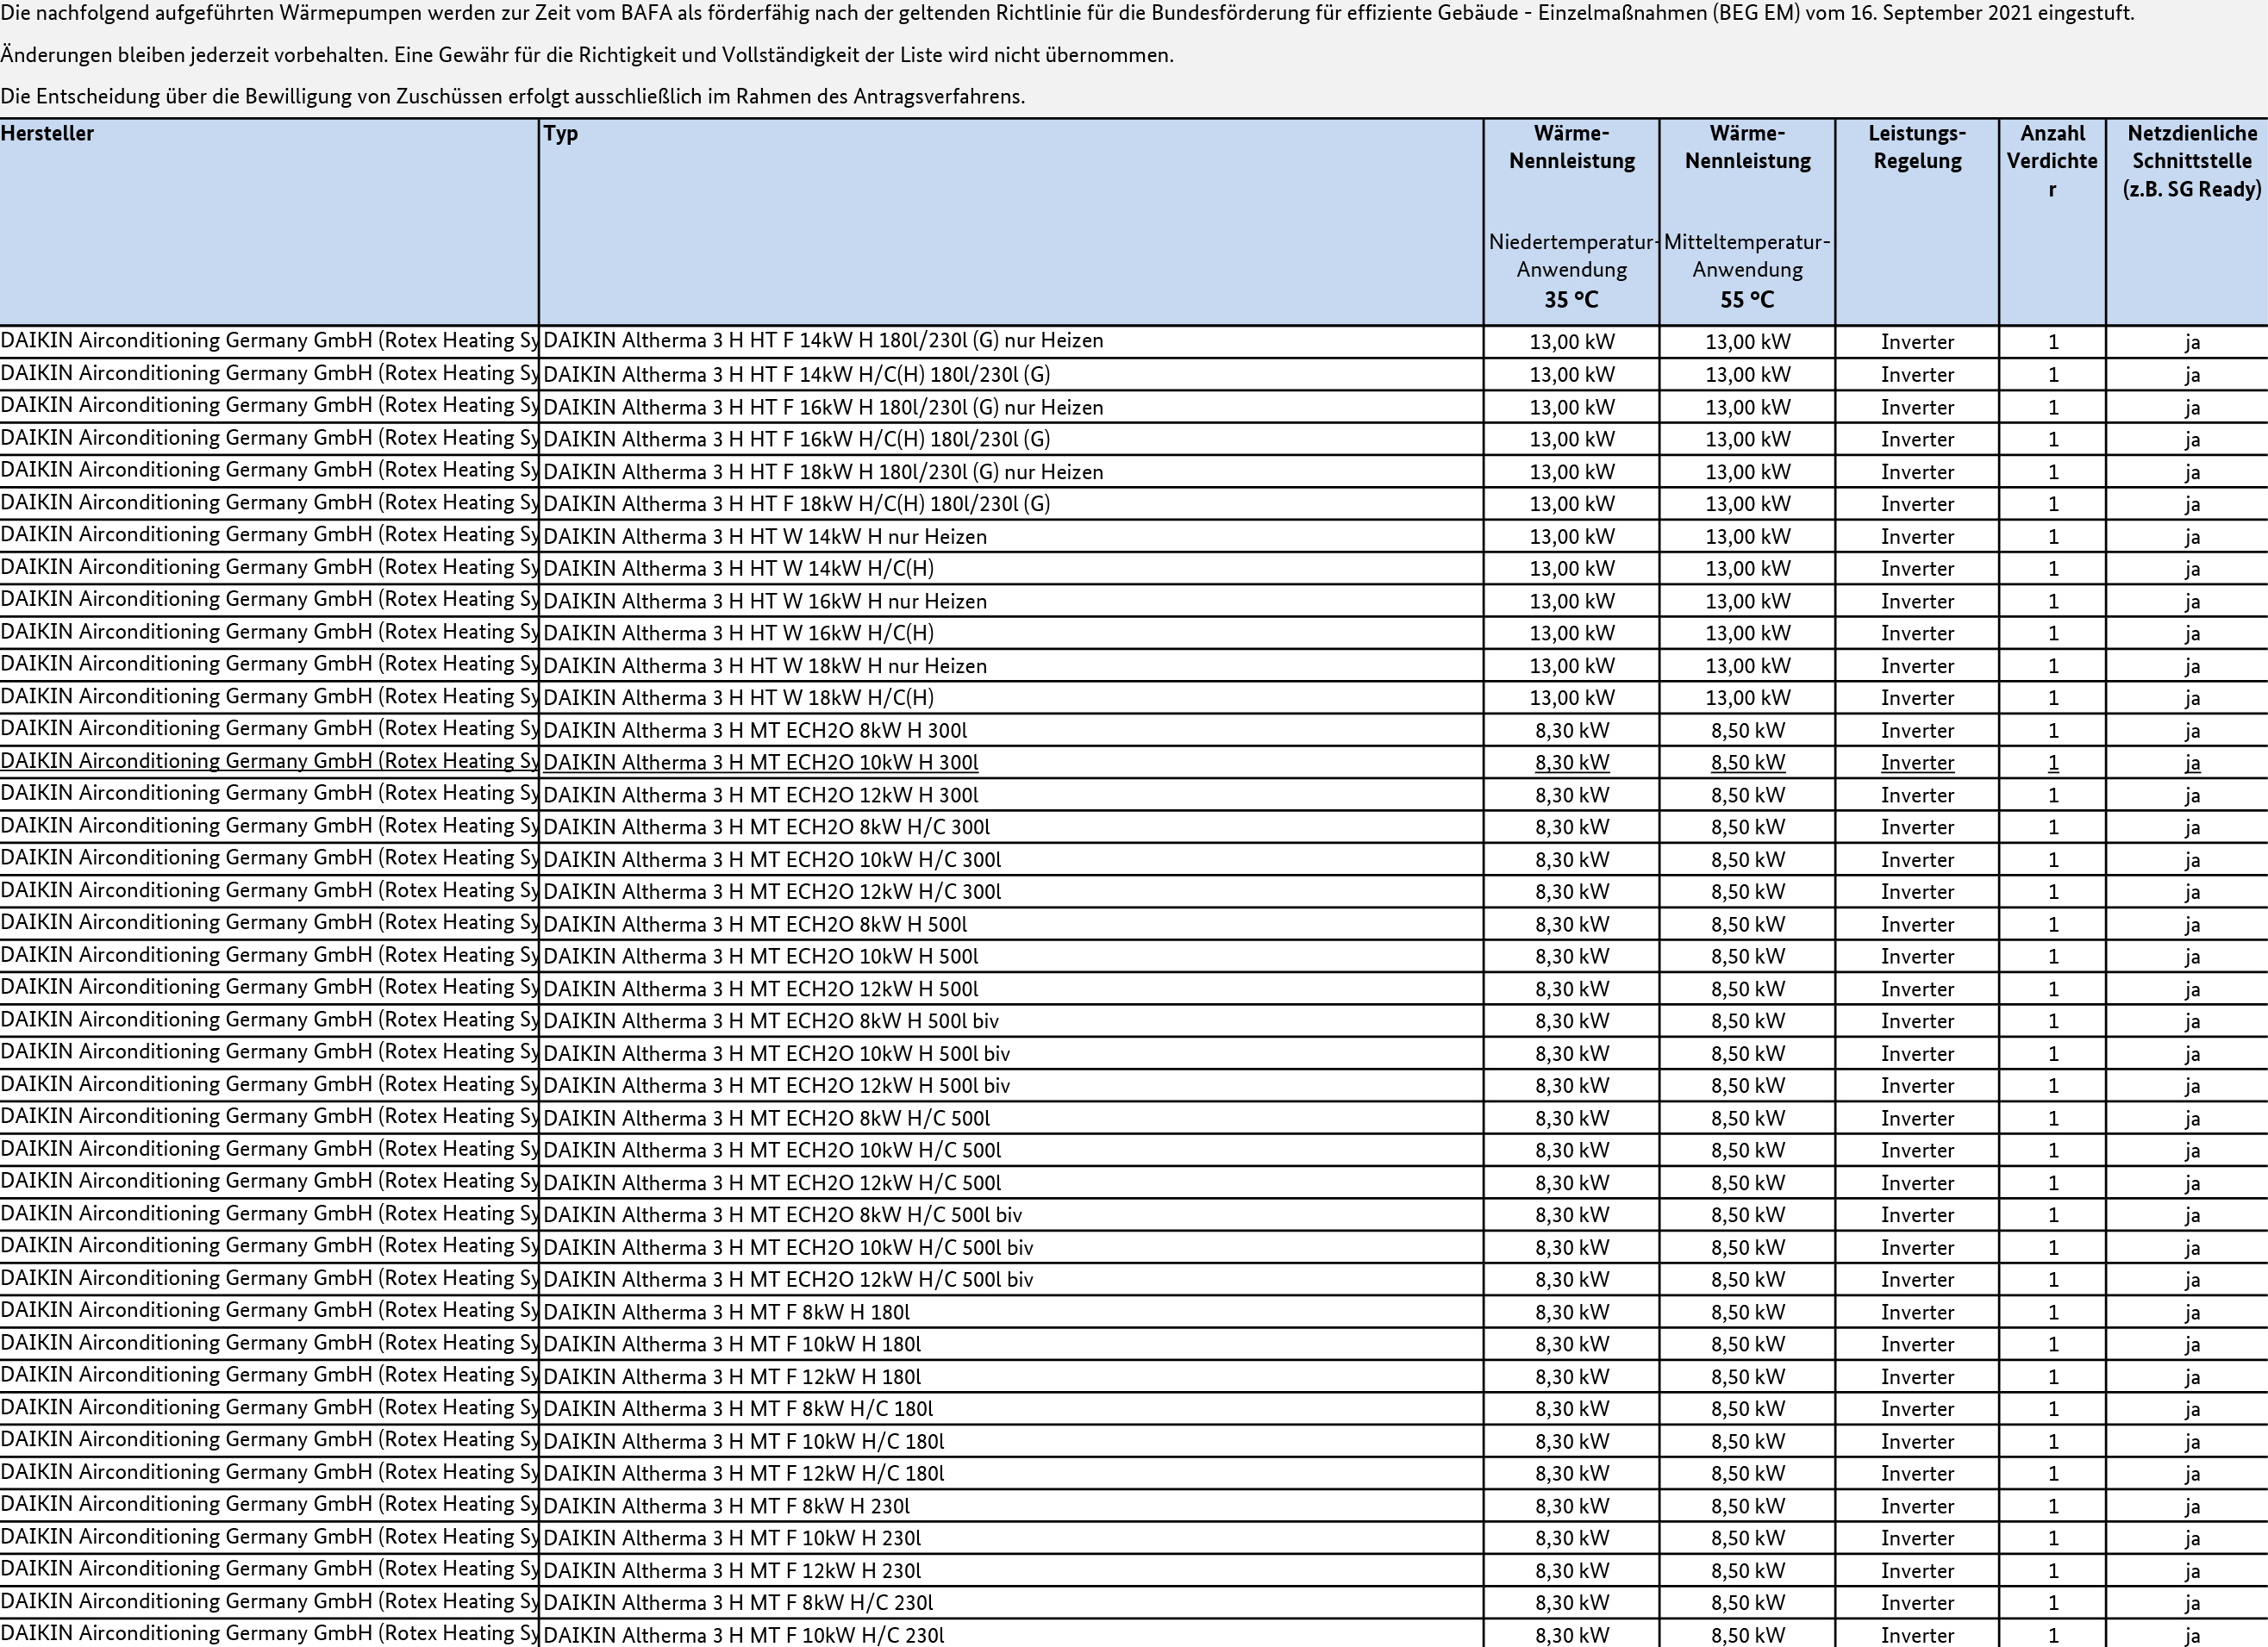 Die nachfolgend aufgeführten Wärmepumpen werden zur Zeit vom BAFA als förderfähig nach der geltenden Richtlinie für die Bundesförderung für effiziente Gebäude - Einzelmaßnahmen (BEG EM) vom 16. September 2021 eingestuft.
Änderungen bleiben jederzeit vorbehalten. Eine Gewähr für die Richtigkeit und Vollständigkeit der Liste wird nicht übernommen.
Die Entscheidung über die Bewilligung von Zuschüssen erfolgt ausschließlich im Rahmen des Antragsverfahrens.
Hersteller Typ Wärme- Wärme- Leistungs- Anzahl Netzdienliche
Nennleistung Nennleistung Regelung Verdichte Schnittstelle
r (z.B. SG Ready)
Niedertemperatur- Mitteltemperatur-
Anwendung Anwendung
35 °C 55 °C
DAIKIN Airconditioning Germany GmbH (Rotex Heating Sy DAIKIN Altherma 3 H HT F 14kW H 180l/230l (G) nur Heizen 13,00 kW 13,00 kW Inverter 1 ja
DAIKIN Airconditioning Germany GmbH (Rotex Heating Sy DAIKIN Altherma 3 H HT F 14kW H/C(H) 180l/230l (G) 13,00 kW 13,00 kW Inverter 1 ja
DAIKIN Airconditioning Germany GmbH (Rotex Heating Sy DAIKIN Altherma 3 H HT F 16kW H 180l/230l (G) nur Heizen 13,00 kW 13,00 kW Inverter 1 ja
DAIKIN Airconditioning Germany GmbH (Rotex Heating Sy DAIKIN Altherma 3 H HT F 16kW H/C(H) 180l/230l (G) 13,00 kW 13,00 kW Inverter 1 ja
DAIKIN Airconditioning Germany GmbH (Rotex Heating Sy DAIKIN Altherma 3 H HT F 18kW H 180l/230l (G) nur Heizen 13,00 kW 13,00 kW Inverter 1 ja
DAIKIN Airconditioning Germany GmbH (Rotex Heating Sy DAIKIN Altherma 3 H HT F 18kW H/C(H) 180l/230l (G) 13,00 kW 13,00 kW Inverter 1 ja
DAIKIN Airconditioning Germany GmbH (Rotex Heating Sy DAIKIN Altherma 3 H HT W 14kW H nur Heizen 13,00 kW 13,00 kW Inverter 1 ja
DAIKIN Airconditioning Germany GmbH (Rotex Heating Sy DAIKIN Altherma 3 H HT W 14kW H/C(H) 13,00 kW 13,00 kW Inverter 1 ja
DAIKIN Airconditioning Germany GmbH (Rotex Heating Sy DAIKIN Altherma 3 H HT W 16kW H nur Heizen 13,00 kW 13,00 kW Inverter 1 ja
DAIKIN Airconditioning Germany GmbH (Rotex Heating Sy DAIKIN Altherma 3 H HT W 16kW H/C(H) 13,00 kW 13,00 kW Inverter 1 ja
DAIKIN Airconditioning Germany GmbH (Rotex Heating Sy DAIKIN Altherma 3 H HT W 18kW H nur Heizen 13,00 kW 13,00 kW Inverter 1 ja
DAIKIN Airconditioning Germany GmbH (Rotex Heating Sy DAIKIN Altherma 3 H HT W 18kW H/C(H) 13,00 kW 13,00 kW Inverter 1 ja
DAIKIN Airconditioning Germany GmbH (Rotex Heating Sy DAIKIN Altherma 3 H MT ECH2O 8kW H 300l 8,30 kW 8,50 kW Inverter 1 ja
DAIKIN Airconditioning Germany GmbH (Rotex Heating Sy DAIKIN Altherma 3 H MT ECH2O 10kW H 300l 8,30 kW 8,50 kW Inverter 1 ja
DAIKIN Airconditioning Germany GmbH (Rotex Heating Sy DAIKIN Altherma 3 H MT ECH2O 12kW H 300l 8,30 kW 8,50 kW Inverter 1 ja
DAIKIN Airconditioning Germany GmbH (Rotex Heating Sy DAIKIN Altherma 3 H MT ECH2O 8kW H/C 300l 8,30 kW 8,50 kW Inverter 1 ja
DAIKIN Airconditioning Germany GmbH (Rotex Heating Sy DAIKIN Altherma 3 H MT ECH2O 10kW H/C 300l 8,30 kW 8,50 kW Inverter 1 ja
DAIKIN Airconditioning Germany GmbH (Rotex Heating Sy DAIKIN Altherma 3 H MT ECH2O 12kW H/C 300l 8,30 kW 8,50 kW Inverter 1 ja
DAIKIN Airconditioning Germany GmbH (Rotex Heating Sy DAIKIN Altherma 3 H MT ECH2O 8kW H 500l 8,30 kW 8,50 kW Inverter 1 ja
DAIKIN Airconditioning Germany GmbH (Rotex Heating Sy DAIKIN Altherma 3 H MT ECH2O 10kW H 500l 8,30 kW 8,50 kW Inverter 1 ja
DAIKIN Airconditioning Germany GmbH (Rotex Heating Sy DAIKIN Altherma 3 H MT ECH2O 12kW H 500l 8,30 kW 8,50 kW Inverter 1 ja
DAIKIN Airconditioning Germany GmbH (Rotex Heating Sy DAIKIN Altherma 3 H MT ECH2O 8kW H 500l biv 8,30 kW 8,50 kW Inverter 1 ja
DAIKIN Airconditioning Germany GmbH (Rotex Heating Sy DAIKIN Altherma 3 H MT ECH2O 10kW H 500l biv 8,30 kW 8,50 kW Inverter 1 ja
DAIKIN Airconditioning Germany GmbH (Rotex Heating Sy DAIKIN Altherma 3 H MT ECH2O 12kW H 500l biv 8,30 kW 8,50 kW Inverter 1 ja
DAIKIN Airconditioning Germany GmbH (Rotex Heating Sy DAIKIN Altherma 3 H MT ECH2O 8kW H/C 500l 8,30 kW 8,50 kW Inverter 1 ja
DAIKIN Airconditioning Germany GmbH (Rotex Heating Sy DAIKIN Altherma 3 H MT ECH2O 10kW H/C 500l 8,30 kW 8,50 kW Inverter 1 ja
DAIKIN Airconditioning Germany GmbH (Rotex Heating Sy DAIKIN Altherma 3 H MT ECH2O 12kW H/C 500l 8,30 kW 8,50 kW Inverter 1 ja
DAIKIN Airconditioning Germany GmbH (Rotex Heating Sy DAIKIN Altherma 3 H MT ECH2O 8kW H/C 500l biv 8,30 kW 8,50 kW Inverter 1 ja
DAIKIN Airconditioning Germany GmbH (Rotex Heating Sy DAIKIN Altherma 3 H MT ECH2O 10kW H/C 500l biv 8,30 kW 8,50 kW Inverter 1 ja
DAIKIN Airconditioning Germany GmbH (Rotex Heating Sy DAIKIN Altherma 3 H MT ECH2O 12kW H/C 500l biv 8,30 kW 8,50 kW Inverter 1 ja
DAIKIN Airconditioning Germany GmbH (Rotex Heating Sy DAIKIN Altherma 3 H MT F 8kW H 180l 8,30 kW 8,50 kW Inverter 1 ja
DAIKIN Airconditioning Germany GmbH (Rotex Heating Sy DAIKIN Altherma 3 H MT F 10kW H 180l 8,30 kW 8,50 kW Inverter 1 ja
DAIKIN Airconditioning Germany GmbH (Rotex Heating Sy DAIKIN Altherma 3 H MT F 12kW H 180l 8,30 kW 8,50 kW Inverter 1 ja
DAIKIN Airconditioning Germany GmbH (Rotex Heating Sy DAIKIN Altherma 3 H MT F 8kW H/C 180l 8,30 kW 8,50 kW Inverter 1 ja
DAIKIN Airconditioning Germany GmbH (Rotex Heating Sy DAIKIN Altherma 3 H MT F 10kW H/C 180l 8,30 kW 8,50 kW Inverter 1 ja
DAIKIN Airconditioning Germany GmbH (Rotex Heating Sy DAIKIN Altherma 3 H MT F 12kW H/C 180l 8,30 kW 8,50 kW Inverter 1 ja
DAIKIN Airconditioning Germany GmbH (Rotex Heating Sy DAIKIN Altherma 3 H MT F 8kW H 230l 8,30 kW 8,50 kW Inverter 1 ja
DAIKIN Airconditioning Germany GmbH (Rotex Heating Sy DAIKIN Altherma 3 H MT F 10kW H 230l 8,30 kW 8,50 kW Inverter 1 ja
DAIKIN Airconditioning Germany GmbH (Rotex Heating Sy DAIKIN Altherma 3 H MT F 12kW H 230l 8,30 kW 8,50 kW Inverter 1 ja
DAIKIN Airconditioning Germany GmbH (Rotex Heating Sy DAIKIN Altherma 3 H MT F 8kW H/C 230l 8,30 kW 8,50 kW Inverter 1 ja
DAIKIN Airconditioning Germany GmbH (Rotex Heating Sy DAIKIN Altherma 3 H MT F 10kW H/C 230l 8,30 kW 8,50 kW Inverter 1 ja